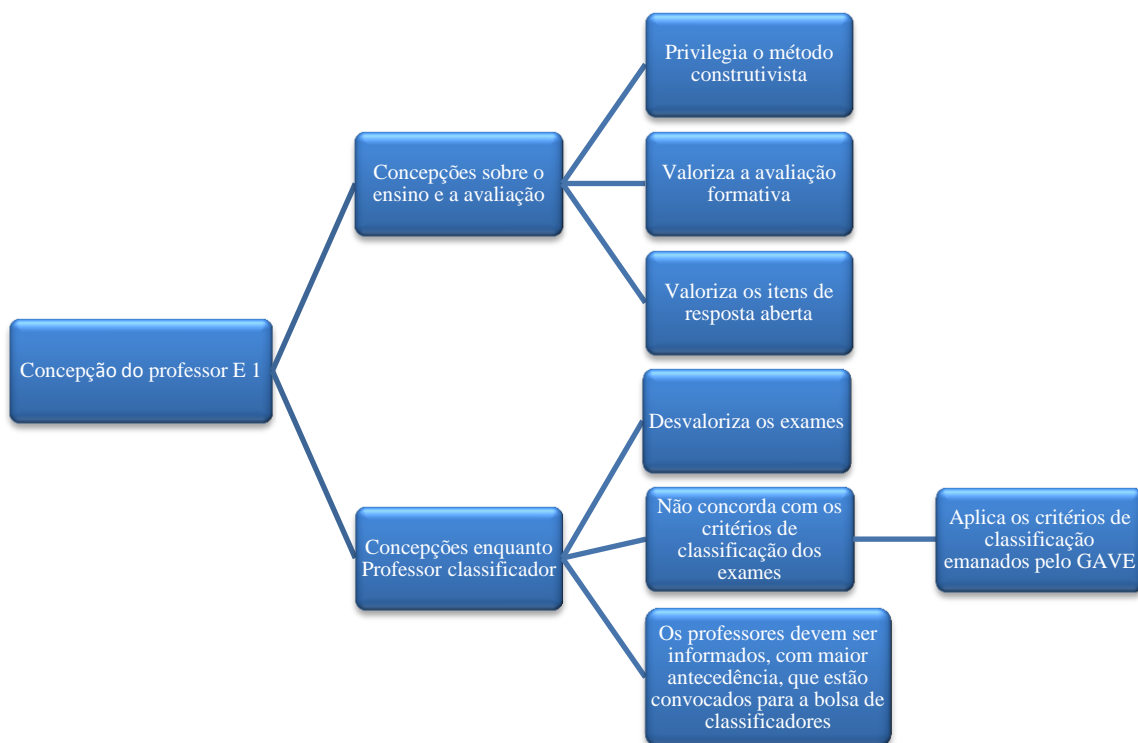 Concepção do professor E 1
Concepções sobre o
ensino e a avaliação
Privilegia o método
construtivista
Valoriza a avaliação
formativa
Valoriza os itens de
resposta aberta
Concepções enquanto
Professor classificador
Desvaloriza os exames
Não concorda com os
critérios de
classificação dos
exames
Aplica os critérios de
classificação
emanados pelo GAVE
Os professores devem ser
informados, com maior
antecedência, que estão
convocados para a bolsa de
classificadores